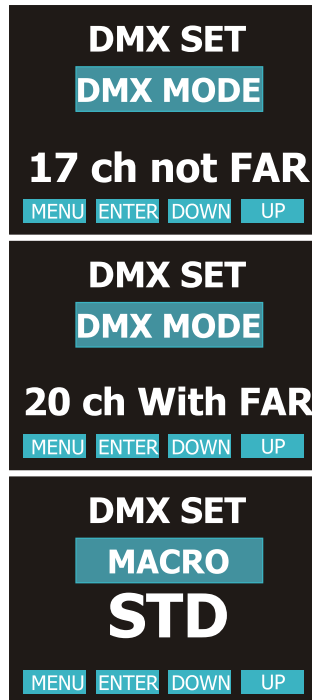 DMX SET
DMX MODE
17 ch not FAR
MENU ENTER DOWN UP
DMX SET
DMX MODE
20 ch With FAR
MENU ENTER DOWN UP
DMX SET
MACRO
STD
MENU ENTER DOWN UP